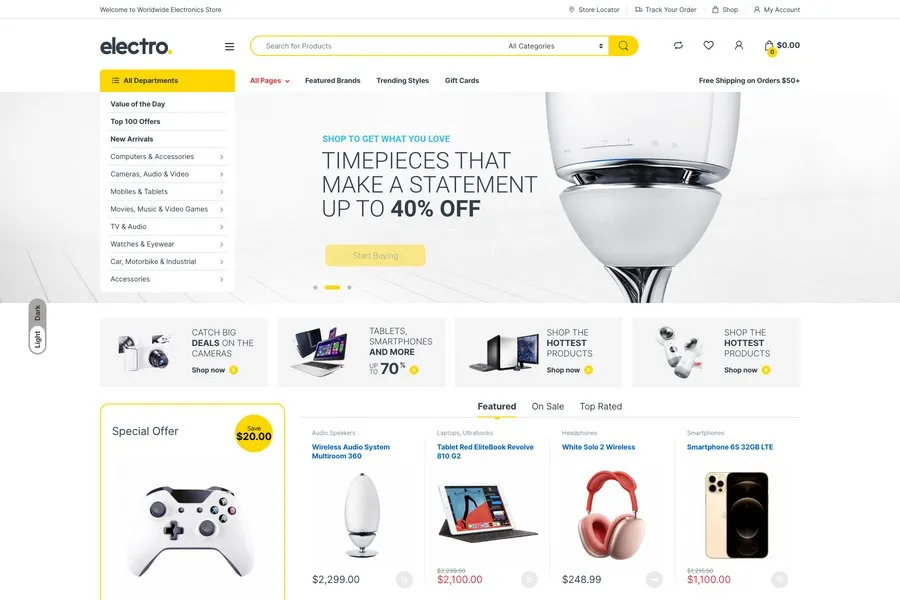 Welcome to Worldwide Electronics Store
Store Locator
Track Your Order
Shop
My Account
electro.
Search for Products
All Categories
0
$0.00
All Departments
All Pages
Featured Brands
Trending Styles
Gift Cards
Free Shipping on Orders $50+
Value of the Day
Top 100 Offers
New Arrivals
Computers & Accessories
Cameras, Audio & Video
Mobiles & Tablets
Movies, Music & Video Games
TV & Audio
Watches & Eyewear
Car, Motorbike & Industrial
Accessories
SHOP TO GET WHAT YOU LOVE
TIMEPIECES THAT
MAKE A STATEMENT
UP TO 40% OFF
Start Buying
Dark
Light
CATCH BIG
DEALS ON THE
CAMERAS
Shop now
TABLETS,
SMARTPHONES
AND MORE
UP TO 70%
SHOP THE
HOTTEST
PRODUCTS
Shop now
SHOP THE
HOTTEST
PRODUCTS
Shop now
Special Offer
Save
$20.00
Featured
On Sale
Top Rated
Audio Speakers
Wireless Audio System
Multiroom 360
$2,299.00
Laptops, Ultrabooks
Tablet Red EliteBook Revolve
810 G2
$2,299.00
$2,100.00
Headphones
White Solo 2 Wireless
$248.99
Smartphones
Smartphone 6S 32GB LTE
$1,215.00
$1,100.00